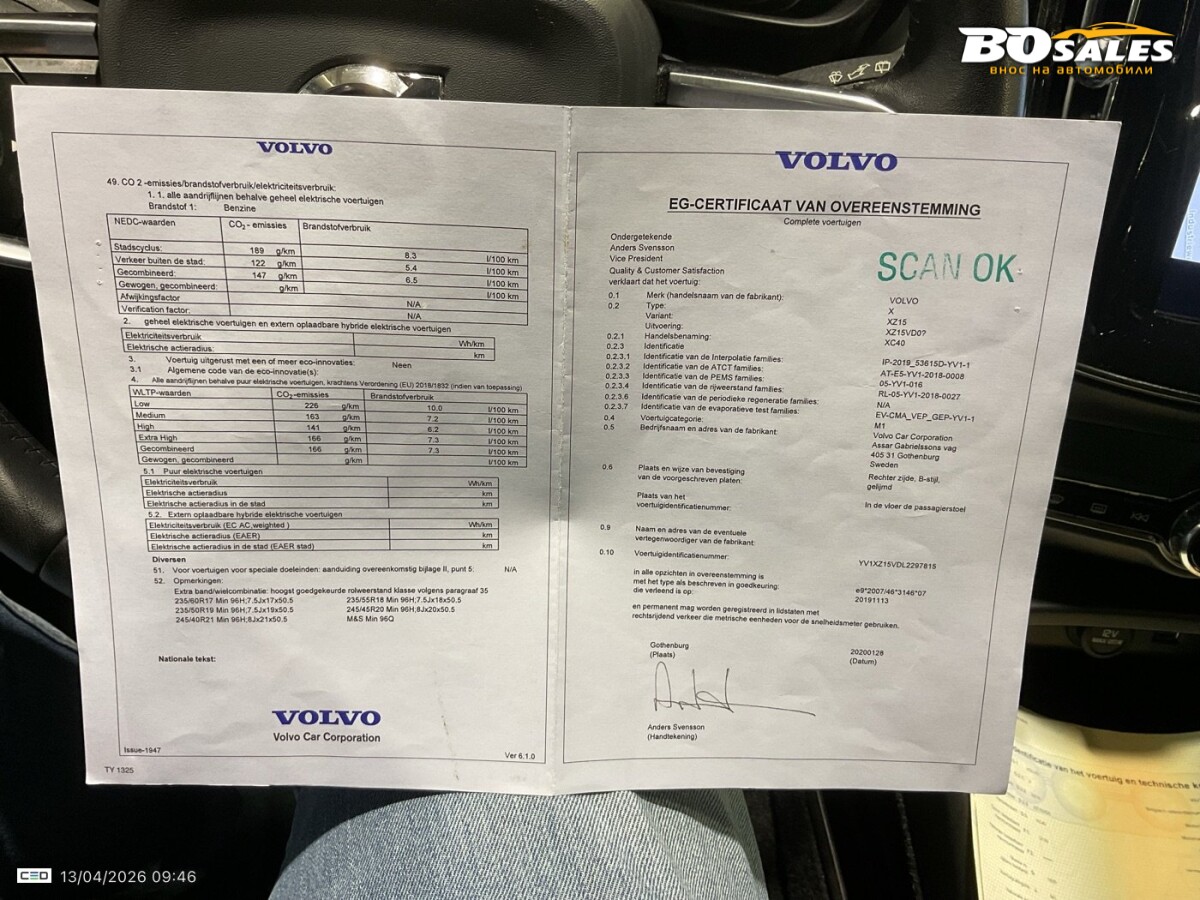 BOSALES
внос на автомобили
VOLVO
49. CO 2 -emissies/brandstofverbruik/elektriciteitsverbruik:
1. 1. alle aandrijflijnen behalve geheel elektrische voertuigen
Brandstof 1: Benzine
NEDC-waarden CO₂- emissies Brandstofverbruik
Stadscyclus: 189 g/km 8.3 l/100 km
Verkeer buiten de stad: 122 g/km 5.4 l/100 km
Gecombineerd: 147 g/km 6.5 l/100 km
Gewogen, gecombineerd: g/km l/100 km
Afwijkingsfactor N/A
Verification factor: N/A
2. geheel elektrische voertuigen en extern oplaadbare hybride elektrische voertuigen
Elektriciteitsverbruik Wh/km
Elektrische actieradius: km
3. Voertuig uitgerust met een of meer eco-innovaties: Neen
3.1 Algemene code van de eco-innovatie(s):
4. Alle aandrijflijnen behalve puur elektrische voertuigen, krachtens Verordening (EU) 2018/1832 (indien van toepassing)
WLTP-waarden CO₂-emissies Brandstofverbruik
Low 226 g/km 10.0 l/100 km
Medium 163 g/km 7.2 l/100 km
High 141 g/km 6.2 l/100 km
Extra High 166 g/km 7.3 l/100 km
Gecombineerd 166 g/km 7.3 l/100 km
Gewogen, gecombineerd g/km l/100 km
5.1 Puur elektrische voertuigen
Elektriciteitsverbruik Wh/km
Elektrische actieradius km
Elektrische actieradius in de stad km
5.2. Extern oplaadbare hybride elektrische voertuigen
Elektriciteitsverbruik (EC AC,weighted ) Wh/km
Elektrische actieradius (EAER) km
Elektrische actieradius in de stad (EAER stad) km
Diversen
51. Voor voertuigen voor speciale doeleinden: aanduiding overeenkomstig bijlage II, punt 5: N/A
52. Opmerkingen:
Extra band/wielcombinatie: hoogst goedgekeurde rolweerstand klasse volgens paragraaf 35
235/60R17 Min 96H;7.5Jx17x50.5 235/55R18 Min 96H;7.5Jx18x50.5
235/50R19 Min 96H;7.5Jx19x50.5 245/45R20 Min 96H;8Jx20x50.5
245/40R21 Min 96H;8Jx21x50.5 M&S Min 96Q
Nationale tekst:
VOLVO
Volvo Car Corporation
Issue-1947 Ver 6.1.0
TY 1325
VOLVO
EG-CERTIFICAAT VAN OVEREENSTEMMING
Complete voertuigen
Ondergetekende
Anders Svensson
Vice President
Quality & Customer Satisfaction
verklaart dat het voertuig:
SCAN OK
0.1 Merk (handelsnaam van de fabrikant): VOLVO
0.2 Type: X
Variant: XZ15
Uitvoering: XZ15VD0?
0.2.1 Handelsbenaming: XC40
0.2.3 Identificatie
0.2.3.1 Identificatie van de Interpolatie families: IP-2019_53615D-YV1-1
0.2.3.2 Identificatie van de ATCT families: AT-E5-YV1-2018-0008
0.2.3.3 Identificatie van de PEMS families: 05-YV1-016
0.2.3.4 Identificatie van de rijweerstand families: RL-05-YV1-2018-0027
0.2.3.6 Identificatie van de periodieke regeneratie families: N/A
0.2.3.7 Identificatie van de evaporatieve test families: EV-CMA_VEP_GEP-YV1-1
0.4 Voertuigcategorie: M1
0.5 Bedrijfsnaam en adres van de fabrikant: Volvo Car Corporation
Assar Gabrielssons vag
405 31 Gothenburg
Sweden
0.6 Plaats en wijze van bevestiging Rechter zijde, B-stijl,
van de voorgeschreven platen: gelijmd
Plaats van het In de vloer de passagierstoel
voertuigidentificatienummer:
0.9 Naam en adres van de eventuele
vertegenwoordiger van de fabrikant:
0.10 Voertuigidentificatienummer: YV1XZ15VDL2297815
in alle opzichten in overeenstemming is
met het type als beschreven in goedkeuring: e9*2007/46*3146*07
die verleend is op: 20191113
en permanent mag worden geregistreerd in lidstaten met
rechtsrijdend verkeer die metrische eenheden voor de snelheidsmeter gebruiken.
Gothenburg 20200128
(Plaats) (Datum)
Anders Svensson
(Handtekening)
12V
van het voertuig en technische
CEO 13/04/2026 09:46